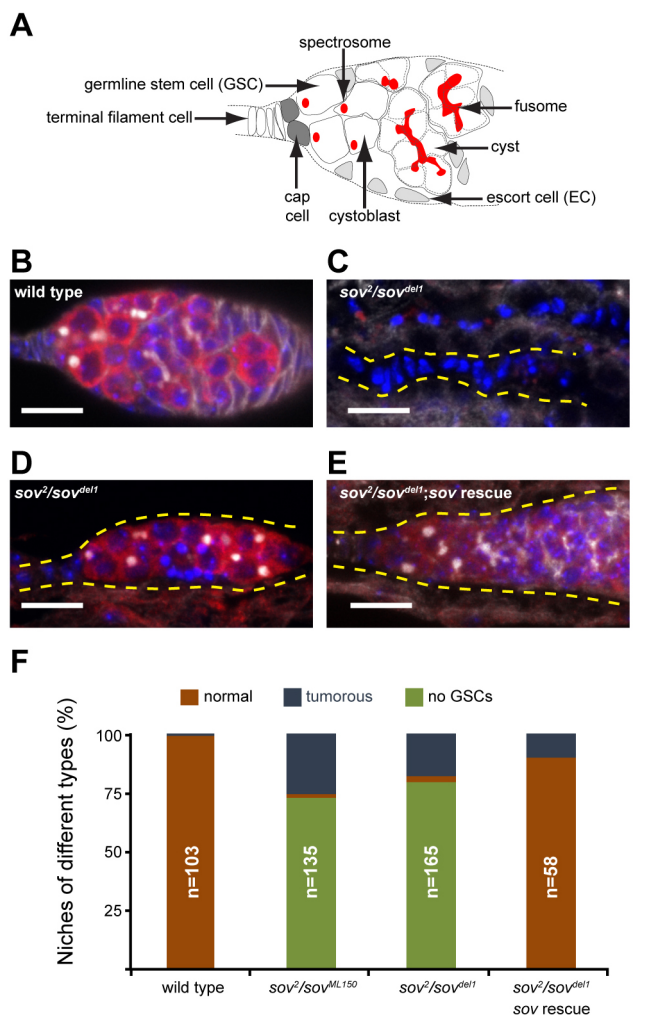 A
spectrosome
germline stem cell (GSC)
terminal filament cell
fusome
cyst
cap
cell
cystoblast
escort cell (EC)
B
wild type
C
sov²/sovᵈᵉˡ¹
D
sov²/sovᵈᵉˡ¹
E
sov²/sovᵈᵉˡ¹;sov rescue
F
normal
tumorous
no GSCs
Niches of different types (%)
100
75
50
25
n=103
n=135
n=165
n=58
wild type
sov²/sovᴹᴸ¹⁵⁰
sov²/sovᵈᵉˡ¹
sov²/sovᵈᵉˡ¹
sov rescue